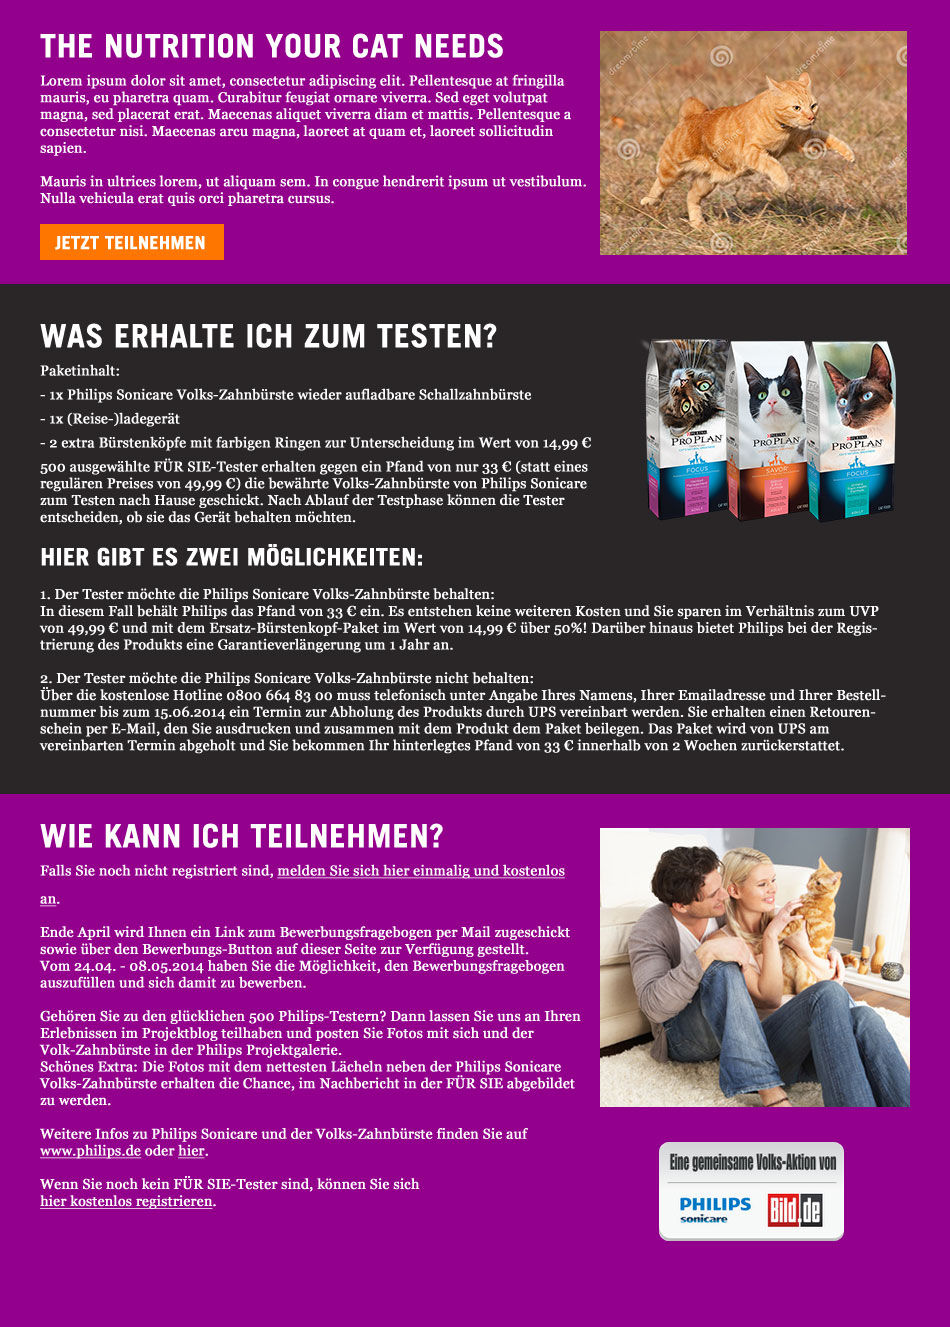 THE NUTRITION YOUR CAT NEEDS
Lorem ipsum dolor sit amet, consectetur adipiscing elit. Pellentesque at fringilla
mauris, eu pharetra quam. Curabitur feugiat ornare viverra. Sed eget volutpat
magna, sed placerat erat. Maecenas aliquet viverra diam et mattis. Pellentesque a
consectetur nisi. Maecenas arcu magna, laoreet at quam et, laoreet sollicitudin
sapien.
Mauris in ultrices lorem, ut aliquam sem. In congue hendrerit ipsum ut vestibulum.
Nulla vehicula erat quis orci pharetra cursus.
JETZT TEILNEHMEN
dreamstime
dreamstime
WAS ERHALTE ICH ZUM TESTEN?
Paketinhalt:
- 1x Philips Sonicare Volks-Zahnbürste wieder aufladbare Schallzahnbürste
- 1x (Reise-)ladegerät
- 2 extra Bürstenköpfe mit farbigen Ringen zur Unterscheidung im Wert von 14,99 €
500 ausgewählte FÜR SIE-Tester erhalten gegen ein Pfand von nur 33 € (statt eines
regulären Preises von 49,99 €) die bewährte Volks-Zahnbürste von Philips Sonicare
zum Testen nach Hause geschickt. Nach Ablauf der Testphase können die Tester
entscheiden, ob sie das Gerät behalten möchten.
PURINA
PRO PLAN
FOCUS
PURINA
PRO PLAN
SAVOR
PURINA
PRO PLAN
FOCUS
HIER GIBT ES ZWEI MÖGLICHKEITEN:
1. Der Tester möchte die Philips Sonicare Volks-Zahnbürste behalten:
In diesem Fall behält Philips das Pfand von 33 € ein. Es entstehen keine weiteren Kosten und Sie sparen im Verhältnis zum UVP
von 49,99 € und mit dem Ersatz-Bürstenkopf-Paket im Wert von 14,99 € über 50%! Darüber hinaus bietet Philips bei der Regis-
trierung des Produkts eine Garantieverlängerung um 1 Jahr an.
2. Der Tester möchte die Philips Sonicare Volks-Zahnbürste nicht behalten:
Über die kostenlose Hotline 0800 664 83 00 muss telefonisch unter Angabe Ihres Namens, Ihrer Emailadresse und Ihrer Bestell-
nummer bis zum 15.06.2014 ein Termin zur Abholung des Produkts durch UPS vereinbart werden. Sie erhalten einen Retouren-
schein per E-Mail, den Sie ausdrucken und zusammen mit dem Produkt dem Paket beilegen. Das Paket wird von UPS am
vereinbarten Termin abgeholt und Sie bekommen Ihr hinterlegtes Pfand von 33 € innerhalb von 2 Wochen zurückerstattet.
WIE KANN ICH TEILNEHMEN?
Falls Sie noch nicht registriert sind, melden Sie sich hier einmalig und kostenlos
an.
Ende April wird Ihnen ein Link zum Bewerbungsfragebogen per Mail zugeschickt
sowie über den Bewerbungs-Button auf dieser Seite zur Verfügung gestellt.
Vom 24.04. - 08.05.2014 haben Sie die Möglichkeit, den Bewerbungsfragebogen
auszufüllen und sich damit zu bewerben.
Gehören Sie zu den glücklichen 500 Philips-Testern? Dann lassen Sie uns an Ihren
Erlebnissen im Projektblog teilhaben und posten Sie Fotos mit sich und der
Volk-Zahnbürste in der Philips Projektgalerie.
Schönes Extra: Die Fotos mit dem nettesten Lächeln neben der Philips Sonicare
Volks-Zahnbürste erhalten die Chance, im Nachbericht in der FÜR SIE abgebildet
zu werden.
Weitere Infos zu Philips Sonicare und der Volks-Zahnbürste finden Sie auf
www.philips.de oder hier.
Wenn Sie noch kein FÜR SIE-Tester sind, können Sie sich
hier kostenlos registrieren.
Eine gemeinsame Volks-Aktion von
PHILIPS
sonicare
Bild.de